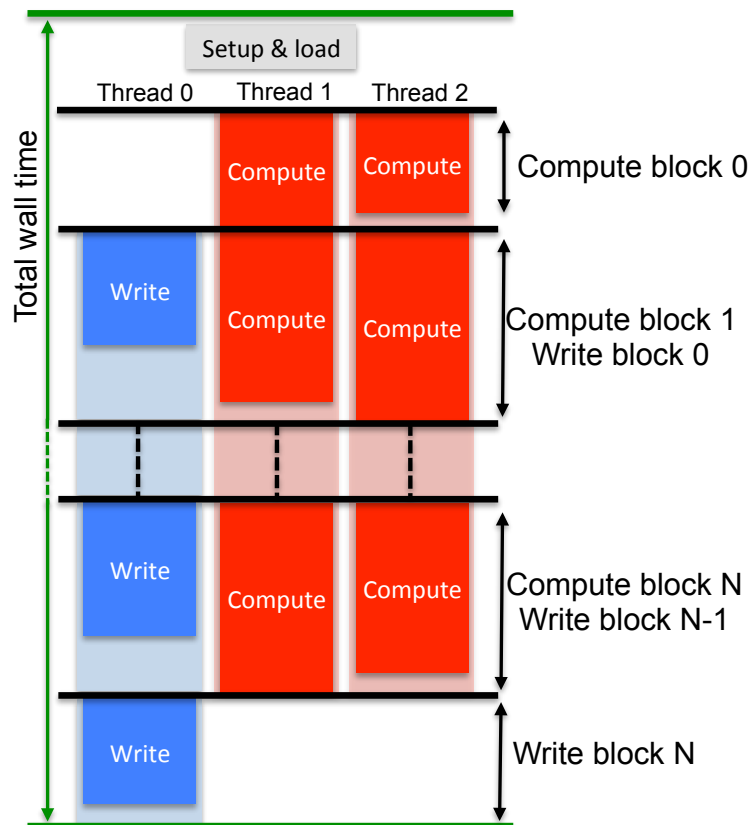 Setup & load
Thread 0
Thread 1
Thread 2
Total wall time
Compute
Compute
Compute block 0
Write
Compute
Compute
Compute block 1
Write block 0
Write
Compute
Compute
Compute block N
Write block N-1
Write
Write block N